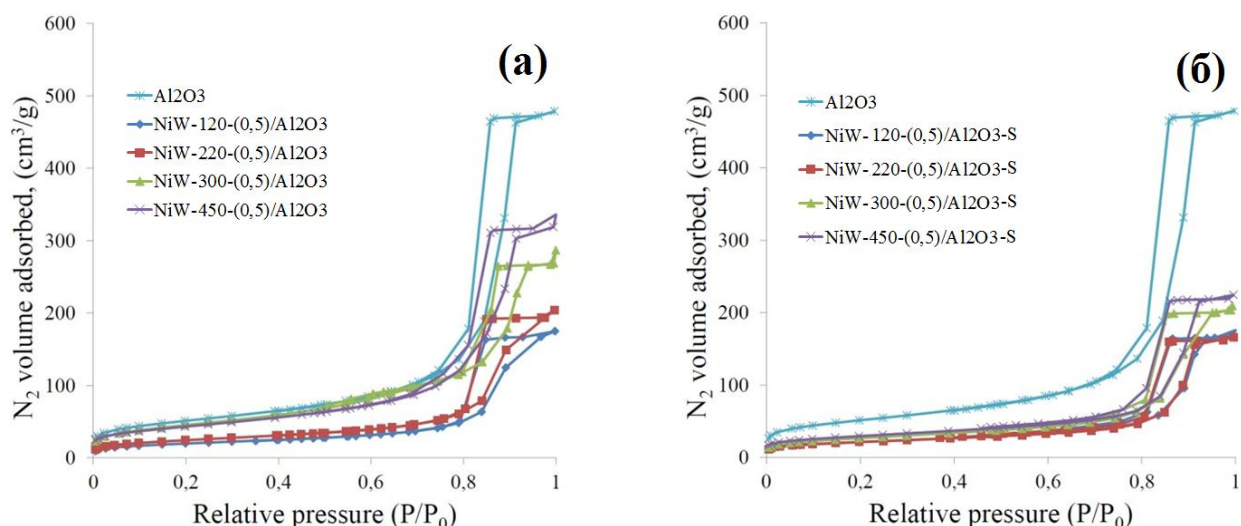 600
500
400
300
200
100
0
N₂ volume adsorbed, (cm³/g)
(a)
Al2O3
NiW-120-(0,5)/Al2O3
NiW-220-(0,5)/Al2O3
NiW-300-(0,5)/Al2O3
NiW-450-(0,5)/Al2O3
0 0,2 0,4 0,6 0,8 1
Relative pressure (P/P₀)
600
500
400
300
200
100
0
N₂ volume adsorbed, (cm³/g)
(б)
Al2O3
NiW-120-(0,5)/Al2O3-S
NiW-220-(0,5)/Al2O3-S
NiW-300-(0,5)/Al2O3-S
NiW-450-(0,5)/Al2O3-S
0 0,2 0,4 0,6 0,8 1
Relative pressure (P/P₀)